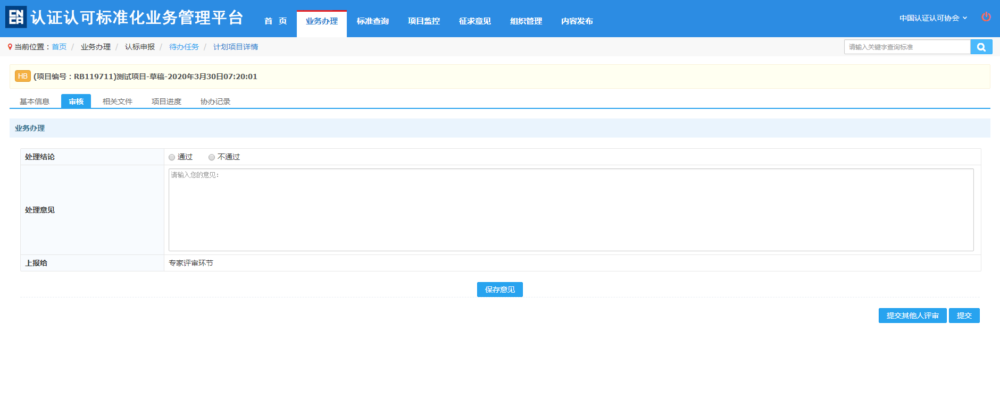 CNCA 认证认可标准化业务管理平台 首 页 业务办理 标准查询 项目监控 征求意见 组织管理 内容发布 中国认证认可协会
当前位置：首页 / 业务办理 / 认标申报 / 待办任务 / 计划项目详情 请输入关键字查询标准
HB (项目编号：RB119711)测试项目-草稿-2020年3月30日07:20:01
基本信息 审核 相关文件 项目进度 协办记录
业务办理
处理结论 通过 不通过
请输入您的意见：
处理意见
上报给 专家评审环节
保存意见
提交其他人评审 提交